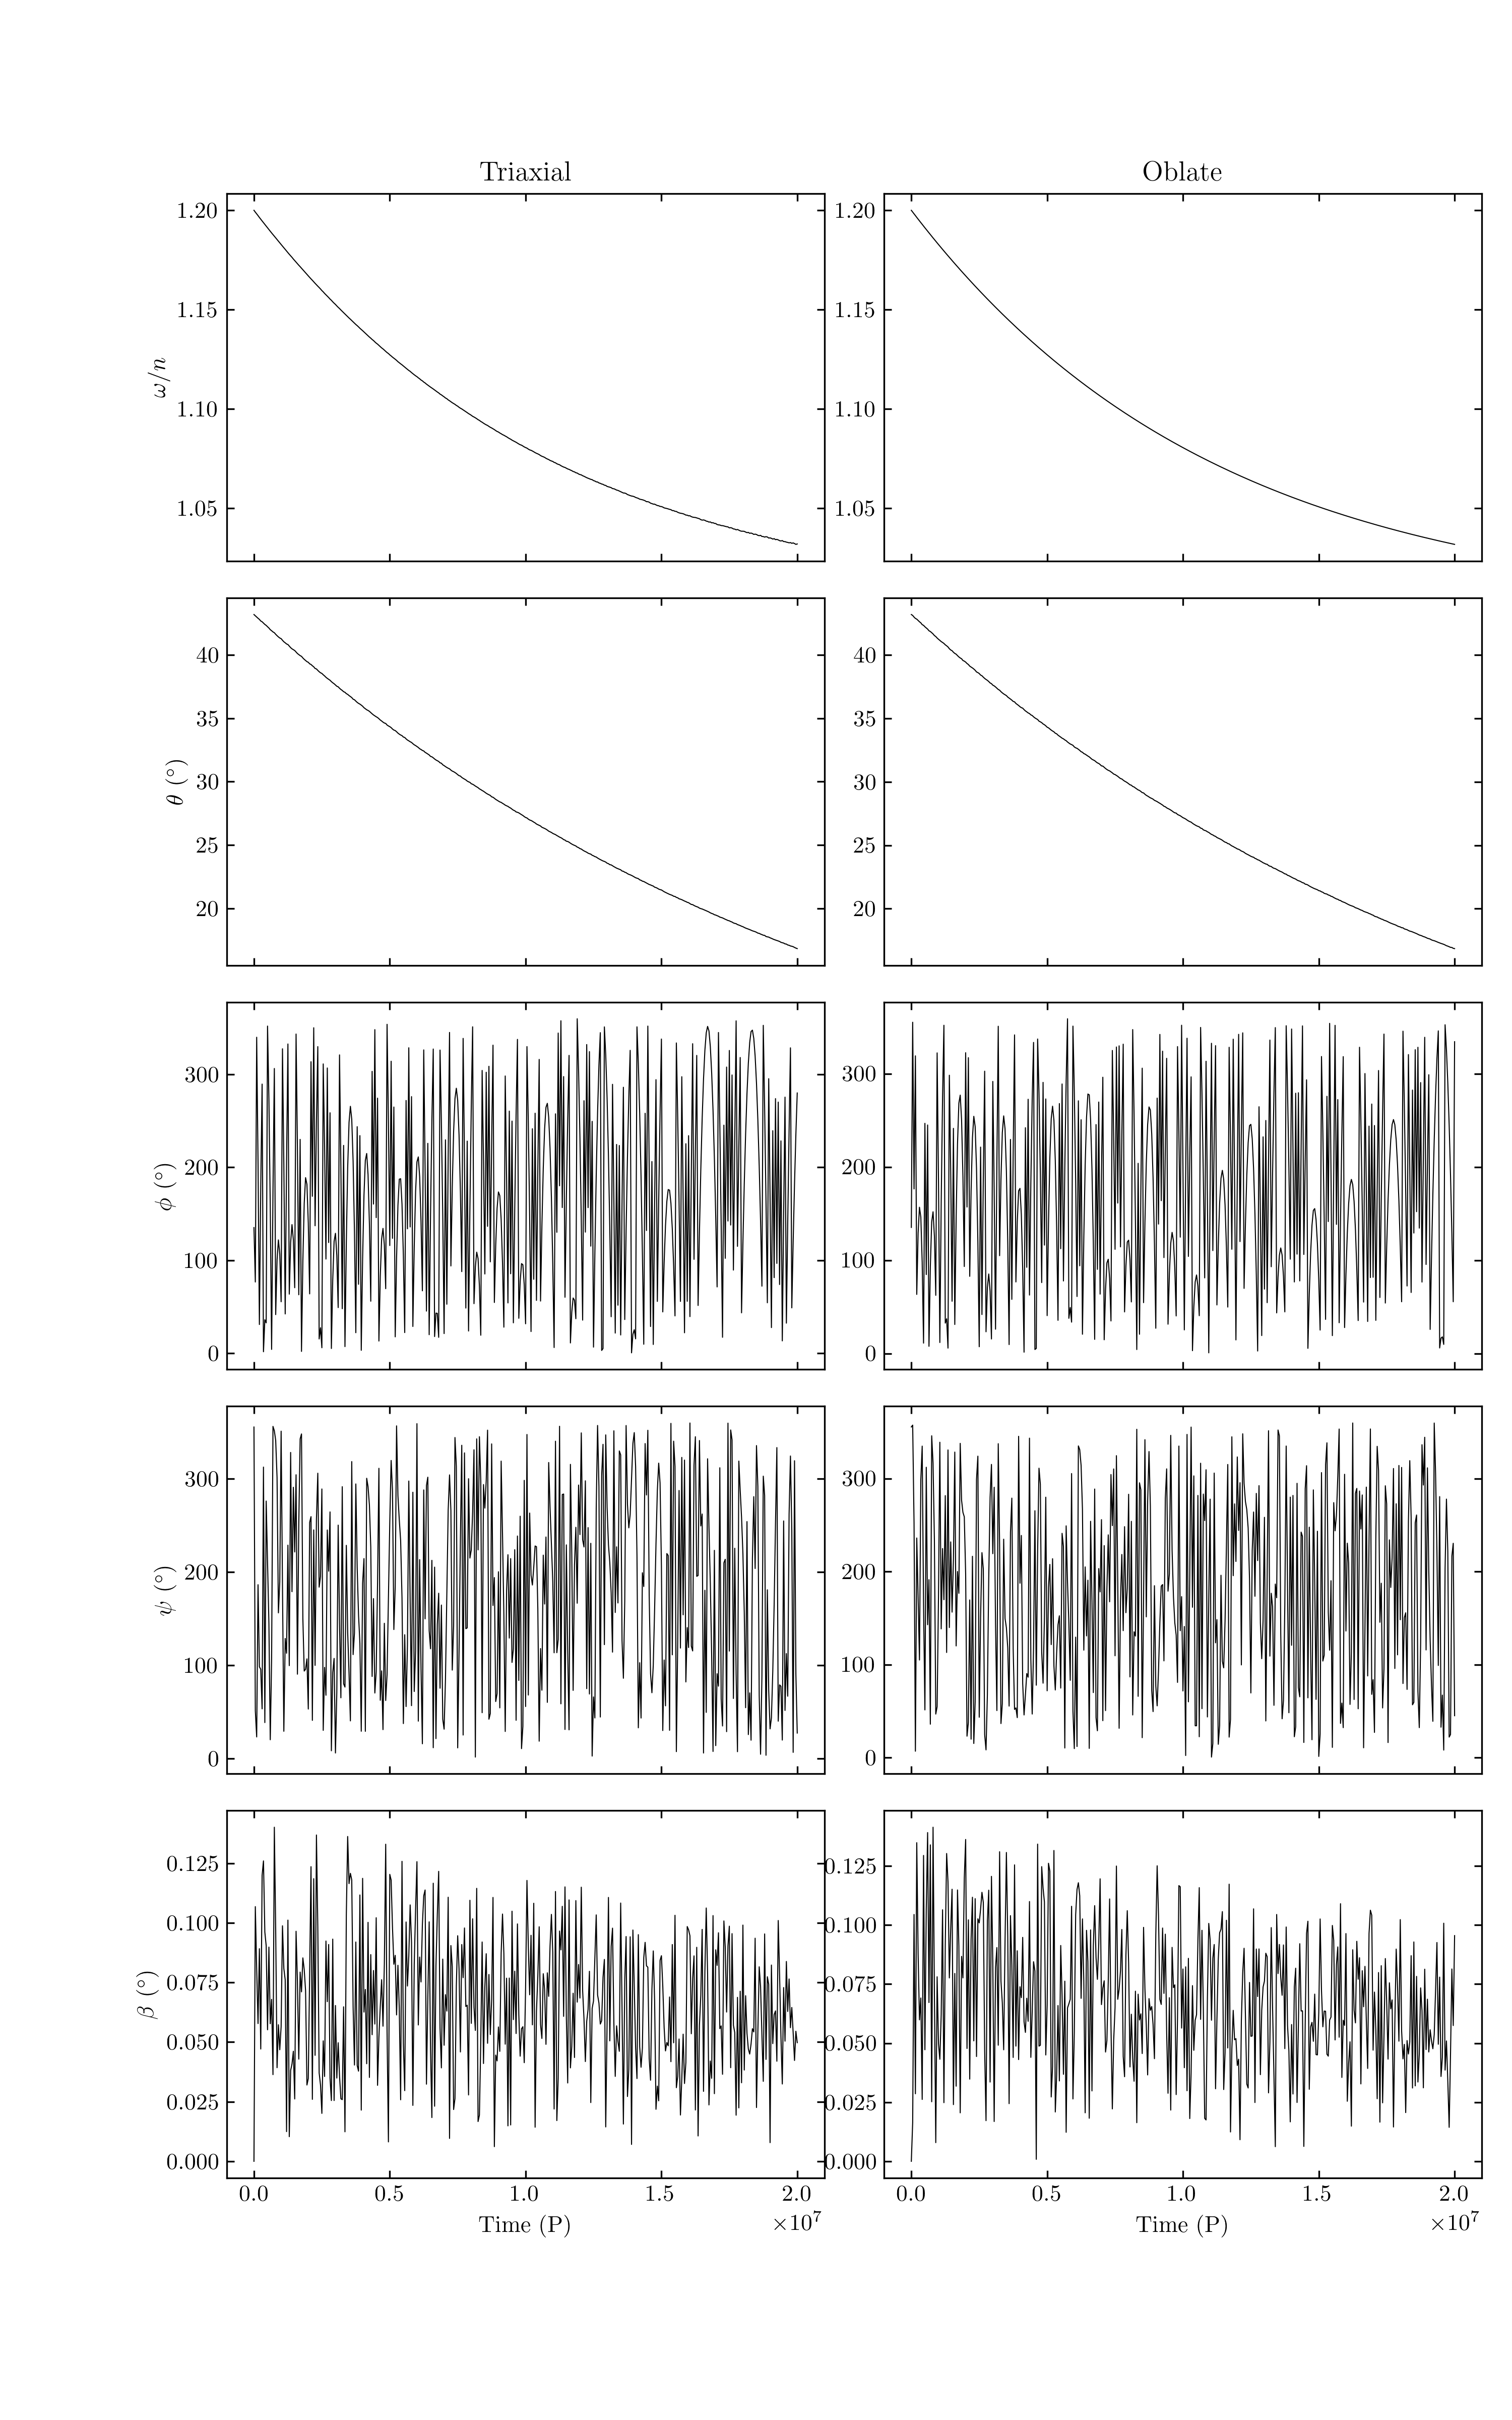 Triaxial Oblate
1.20 1.20
1.15 1.15
ω/n
1.10 1.10
1.05 1.05
40 40
35 35
θ (°) 30 30
25 25
20 20
300 300
φ (°) 200 200
100 100
0 0
300 300
ψ (°) 200 200
100 100
0 0
0.125 0.125
0.100 0.100
β (°) 0.075 0.075
0.050 0.050
0.025 0.025
0.000 0.000
0.0 0.5 1.0 1.5 2.0 0.0 0.5 1.0 1.5 2.0
Time (P) ×10⁷ Time (P) ×10⁷